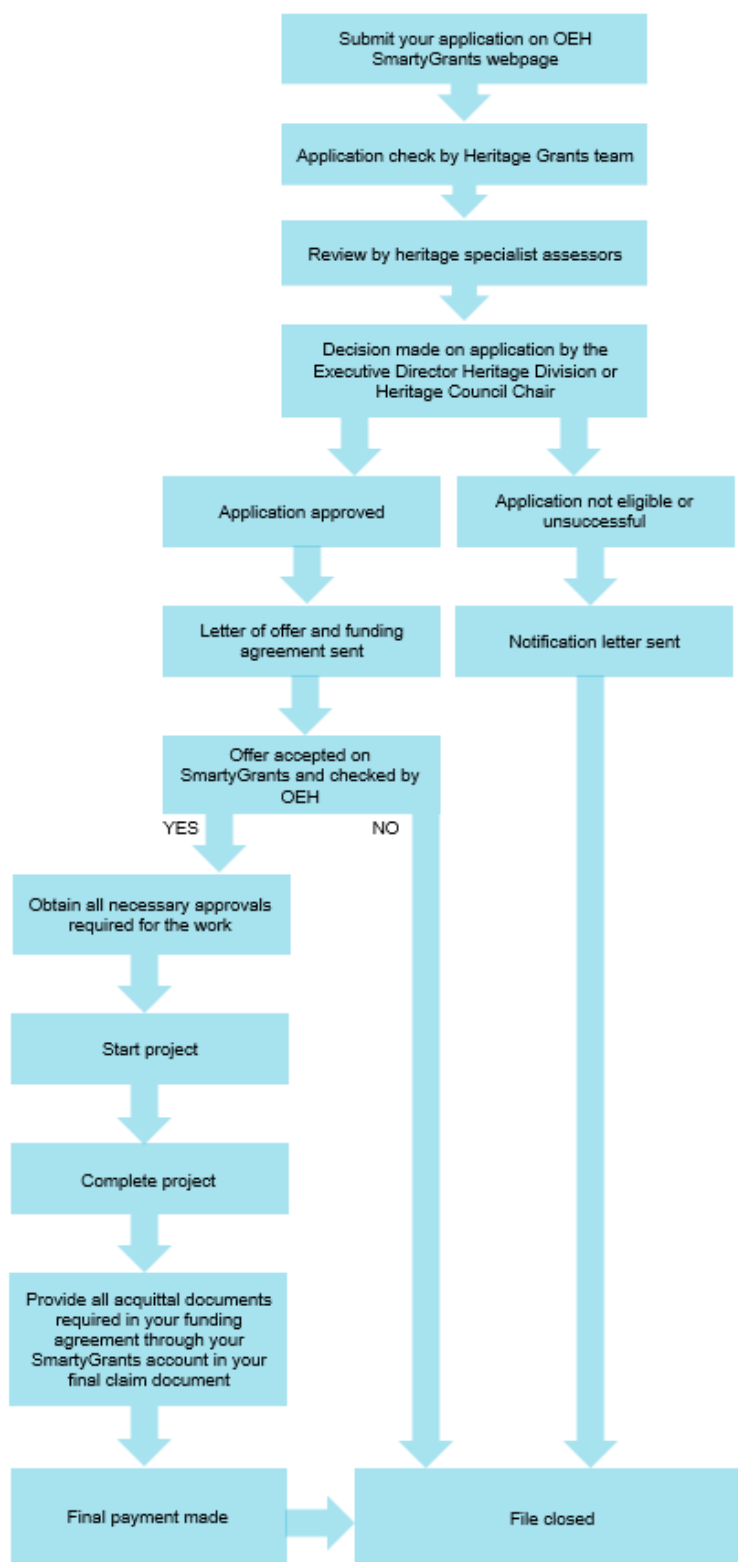 Submit your application on OEH
SmartyGrants webpage
Application check by Heritage Grants team
Review by heritage specialist assessors
Decision made on application by the
Executive Director Heritage Division or
Heritage Council Chair
Application approved
Application not eligible or
unsuccessful
Letter of offer and funding
agreement sent
Notification letter sent
Offer accepted on
SmartyGrants and checked by
OEH
YES
NO
Obtain all necessary approvals
required for the work
Start project
Complete project
Provide all acquittal documents
required in your funding
agreement through your
SmartyGrants account in your
final claim document
Final payment made
File closed